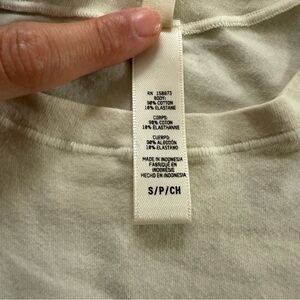 RN 158873
BODY:
90% COTTON
10% ELASTANE
CORPS:
90% COTON
10% ÉLASTHANNE
CUERPO:
90% ALGODÓN
10% ELASTANO
MADE IN INDONESIA
FABRIQUÉ EN
INDONÉSIE
HECHO EN INDONESIA
S/P/CH